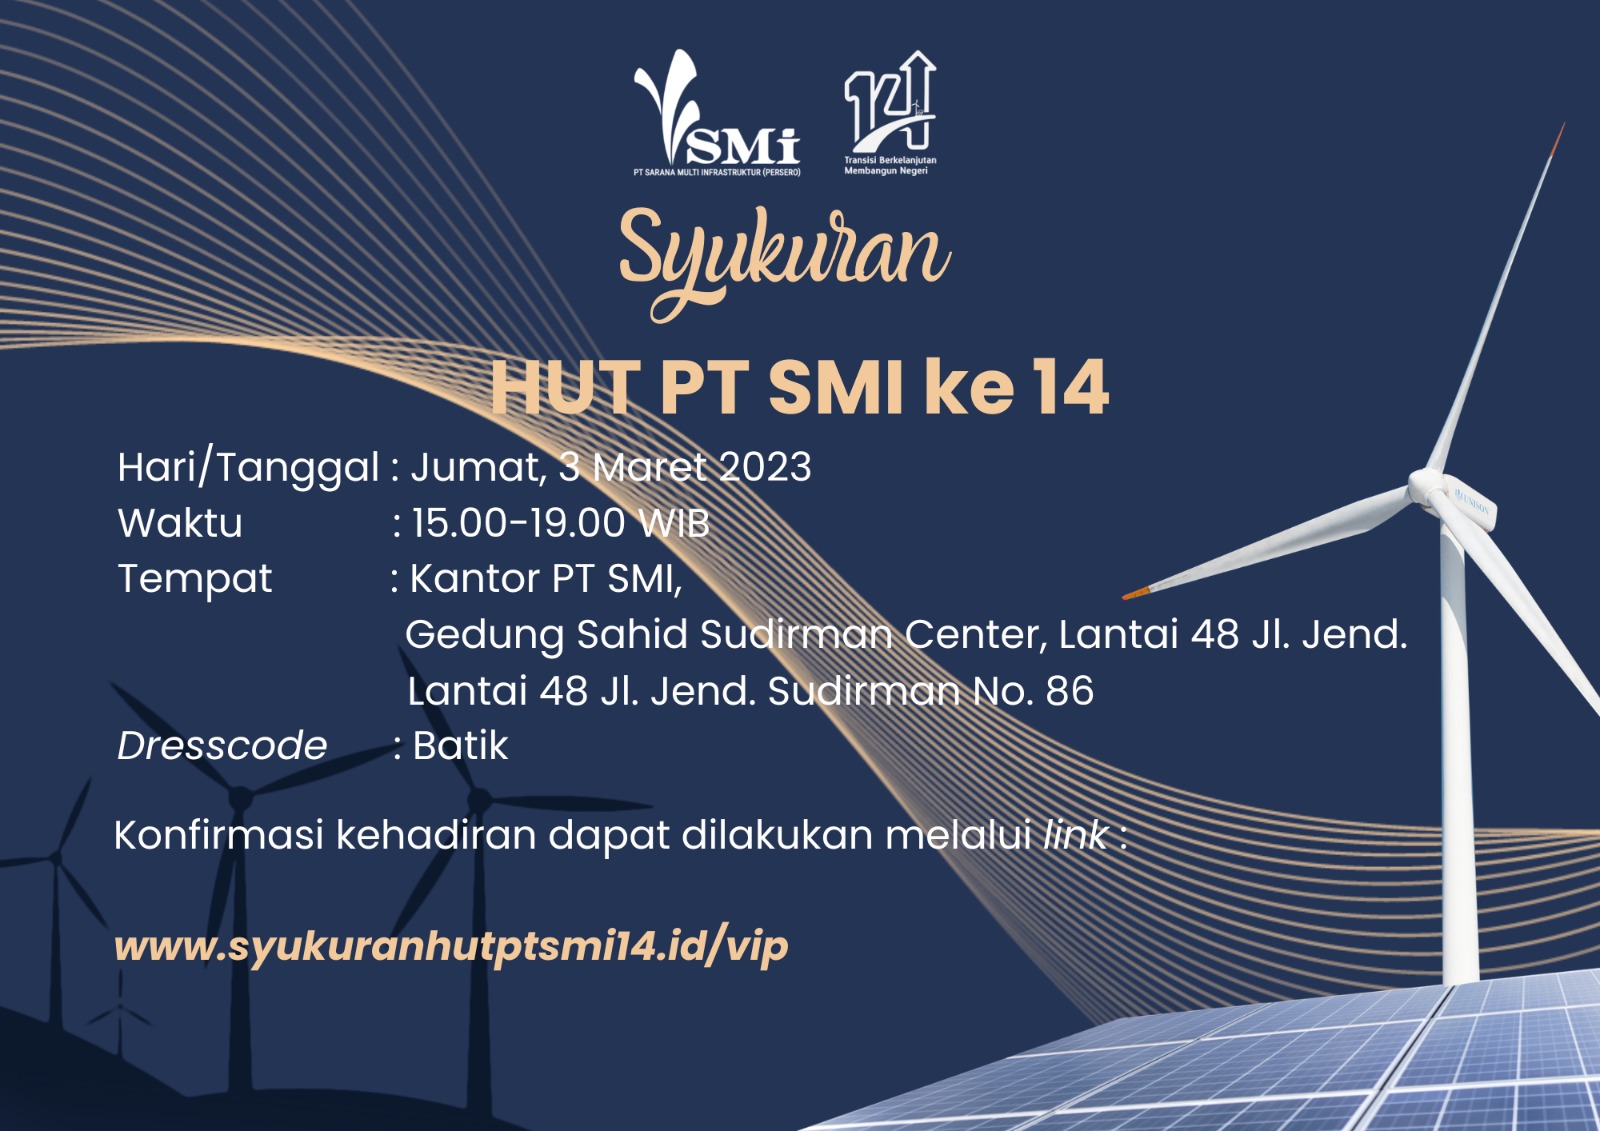 SMi
PT SARANA MULTI INFRASTRUKTUR (PERSERO)
14
Transisi Berkelanjutan
Membangun Negeri
Syukuran
HUT PT SMI ke 14
Hari/Tanggal : Jumat, 3 Maret 2023
Waktu : 15.00-19.00 WIB
Tempat : Kantor PT SMI,
Gedung Sahid Sudirman Center, Lantai 48 Jl. Jend.
Lantai 48 Jl. Jend. Sudirman No. 86
Dresscode : Batik
UNISON
Konfirmasi kehadiran dapat dilakukan melalui link :
www.syukuranhutptsmi14.id/vip